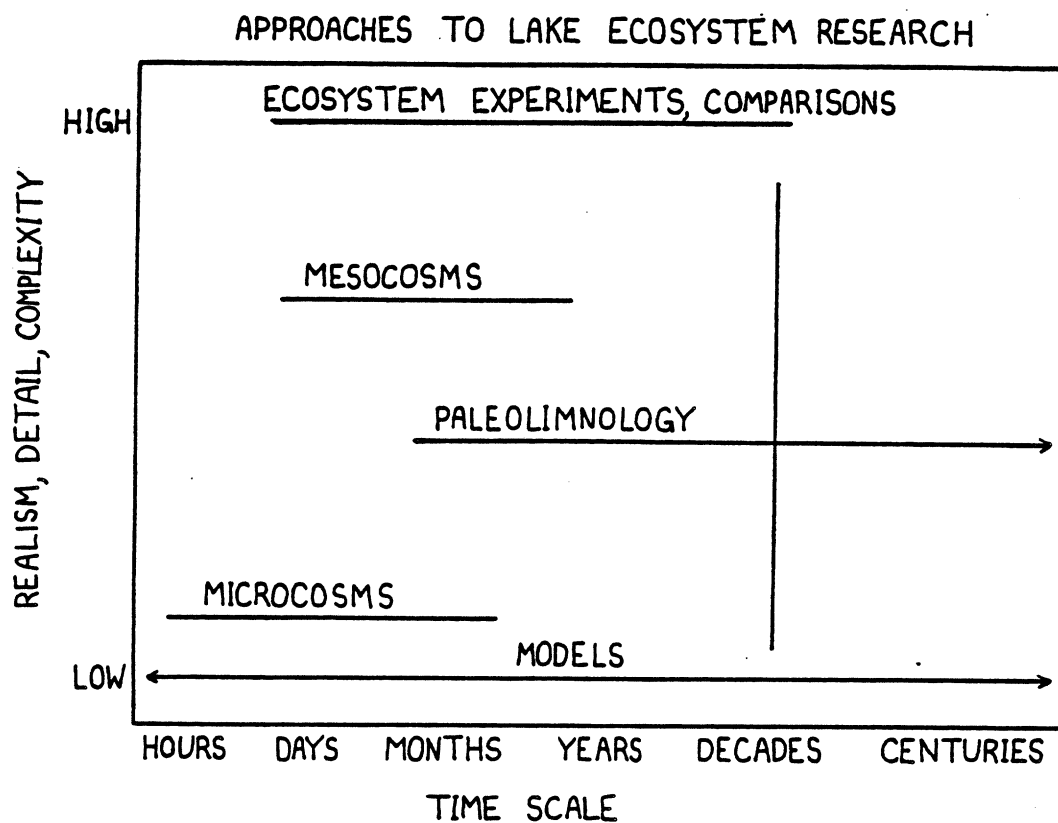 APPROACHES TO LAKE ECOSYSTEM RESEARCH
ECOSYSTEM EXPERIMENTS, COMPARISONS
HIGH
REALISM, DETAIL, COMPLEXITY
MESOCOSMS
PALEOLIMNOLOGY
MICROCOSMS
MODELS
LOW
HOURS DAYS MONTHS YEARS DECADES CENTURIES
TIME SCALE